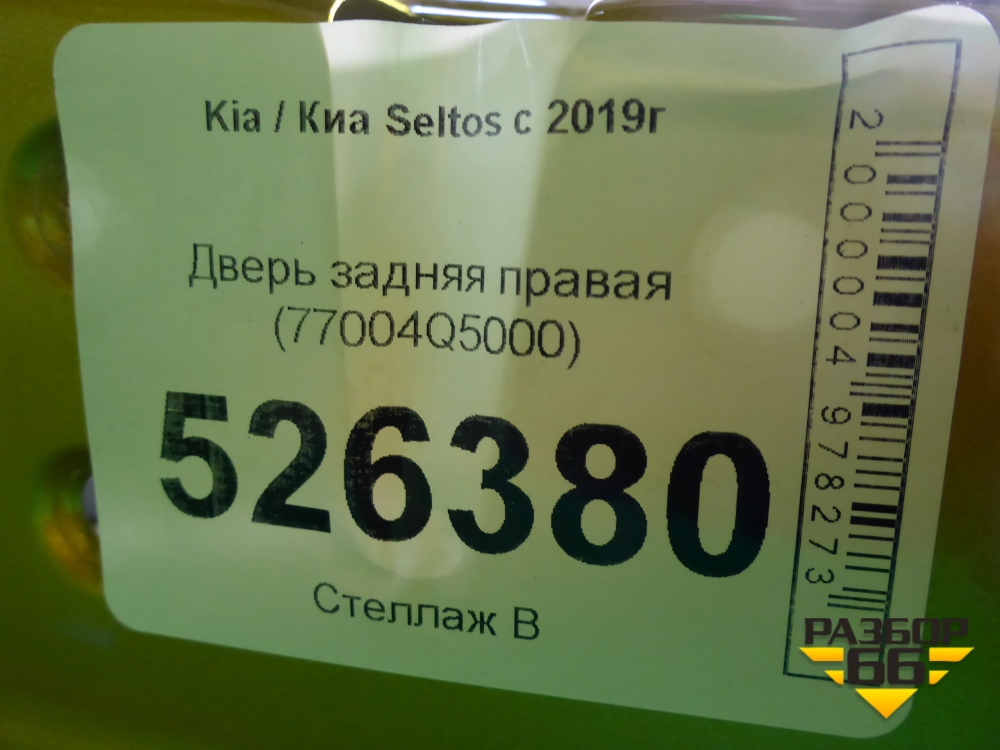 Kia / Киа Seltos с 2019г
Дверь задняя правая
(77004Q5000)
526380
Стеллаж В
2000004978273
РАЗБОР
66